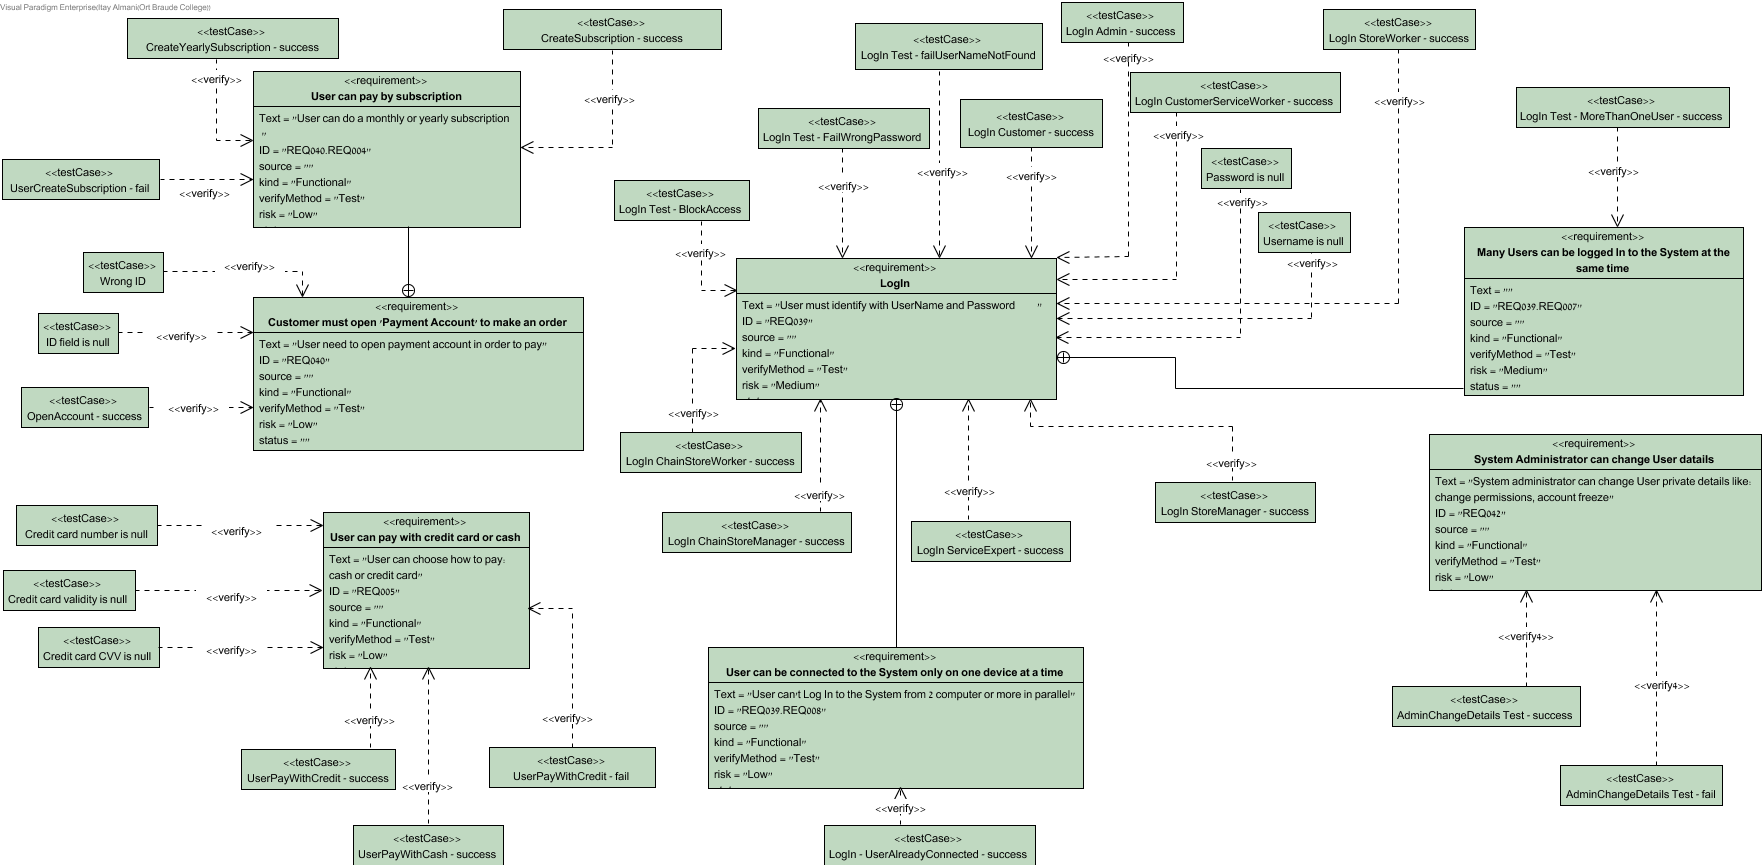 Visual Paradigm Enterprise(Itay Almani(Ort Braude College))
<<testCase>>
CreateYearlySubscription - success
<<verify>>
<<testCase>>
CreateSubscription - success
<<verify>>
<<requirement>>
User can pay by subscription
Text = "User can do a monthly or yearly subscription
"
ID = "REQ040.REQ004"
source = ""
kind = "Functional"
verifyMethod = "Test"
risk = "Low"
<<testCase>>
UserCreateSubscription - fail
<<verify>>
<<testCase>>
Wrong ID
<<verify>>
<<testCase>>
ID field is null
<<verify>>
<<testCase>>
OpenAccount - success
<<verify>>
<<requirement>>
Customer must open 'Payment Account' to make an order
Text = "User need to open payment account in order to pay"
ID = "REQ040"
source = ""
kind = "Functional"
verifyMethod = "Test"
risk = "Low"
status = ""
<<testCase>>
Credit card number is null
<<verify>>
<<testCase>>
Credit card validity is null
<<verify>>
<<testCase>>
Credit card CVV is null
<<verify>>
<<requirement>>
User can pay with credit card or cash
Text = "User can choose how to pay:
cash or credit card"
ID = "REQ005"
source = ""
kind = "Functional"
verifyMethod = "Test"
risk = "Low"
<<verify>>
<<testCase>>
UserPayWithCredit - success
<<verify>>
<<testCase>>
UserPayWithCredit - fail
<<verify>>
<<testCase>>
UserPayWithCash - success
<<testCase>>
LogIn Test - BlockAccess
<<verify>>
<<testCase>>
LogIn Test - FailWrongPassword
<<verify>>
<<testCase>>
LogIn Test - failUserNameNotFound
<<verify>>
<<testCase>>
LogIn Customer - success
<<verify>>
<<testCase>>
LogIn Admin - success
<<verify>>
<<testCase>>
LogIn CustomerServiceWorker - success
<<verify>>
<<testCase>>
LogIn StoreWorker - success
<<verify>>
<<testCase>>
Password is null
<<verify>>
<<testCase>>
Username is null
<<verify>>
<<requirement>>
LogIn
Text = "User must identify with UserName and Password "
ID = "REQ039"
source = ""
kind = "Functional"
verifyMethod = "Test"
risk = "Medium"
<<verify>>
<<testCase>>
LogIn ChainStoreWorker - success
<<verify>>
<<testCase>>
LogIn ChainStoreManager - success
<<verify>>
<<testCase>>
LogIn ServiceExpert - success
<<verify>>
<<testCase>>
LogIn StoreManager - success
<<requirement>>
User can be connected to the System only on one device at a time
Text = "User can't Log In to the System from 2 computer or more in parallel"
ID = "REQ039.REQ008"
source = ""
kind = "Functional"
verifyMethod = "Test"
risk = "Low"
<<verify>>
<<testCase>>
LogIn - UserAlreadyConnected - success
<<testCase>>
LogIn Test - MoreThanOneUser - success
<<verify>>
<<requirement>>
Many Users can be logged In to the System at the
same time
Text = ""
ID = "REQ039.REQ007"
source = ""
kind = "Functional"
verifyMethod = "Test"
risk = "Medium"
status = ""
<<requirement>>
System Administrator can change User datails
Text = "System administrator can change User private details like:
change permissions, account freeze"
ID = "REQ042"
source = ""
kind = "Functional"
verifyMethod = "Test"
risk = "Low"
<<verify4>>
<<testCase>>
AdminChangeDetails Test - success
<<verify4>>
<<testCase>>
AdminChangeDetails Test - fail